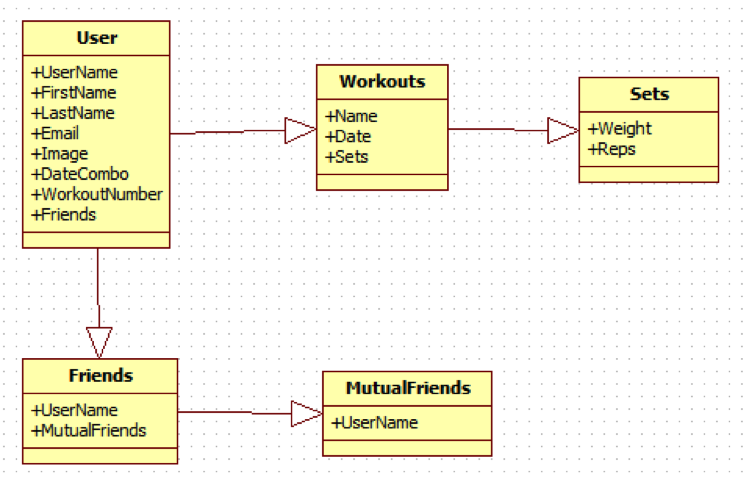 User
+UserName
+FirstName
+LastName
+Email
+Image
+DateCombo
+WorkoutNumber
+Friends
Workouts
+Name
+Date
+Sets
Sets
+Weight
+Reps
Friends
+UserName
+MutualFriends
MutualFriends
+UserName